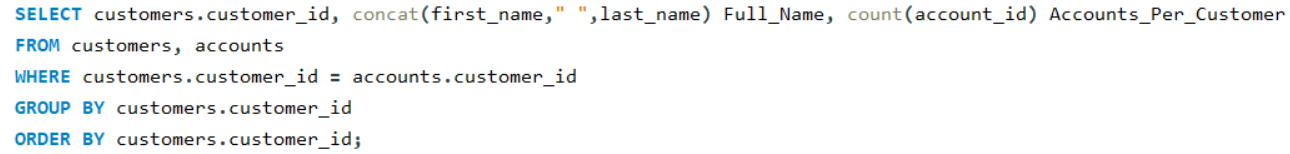 SELECT customers.customer_id, concat(first_name," ",last_name) Full_Name, count(account_id) Accounts_Per_Customer
FROM customers, accounts
WHERE customers.customer_id = accounts.customer_id
GROUP BY customers.customer_id
ORDER BY customers.customer_id;